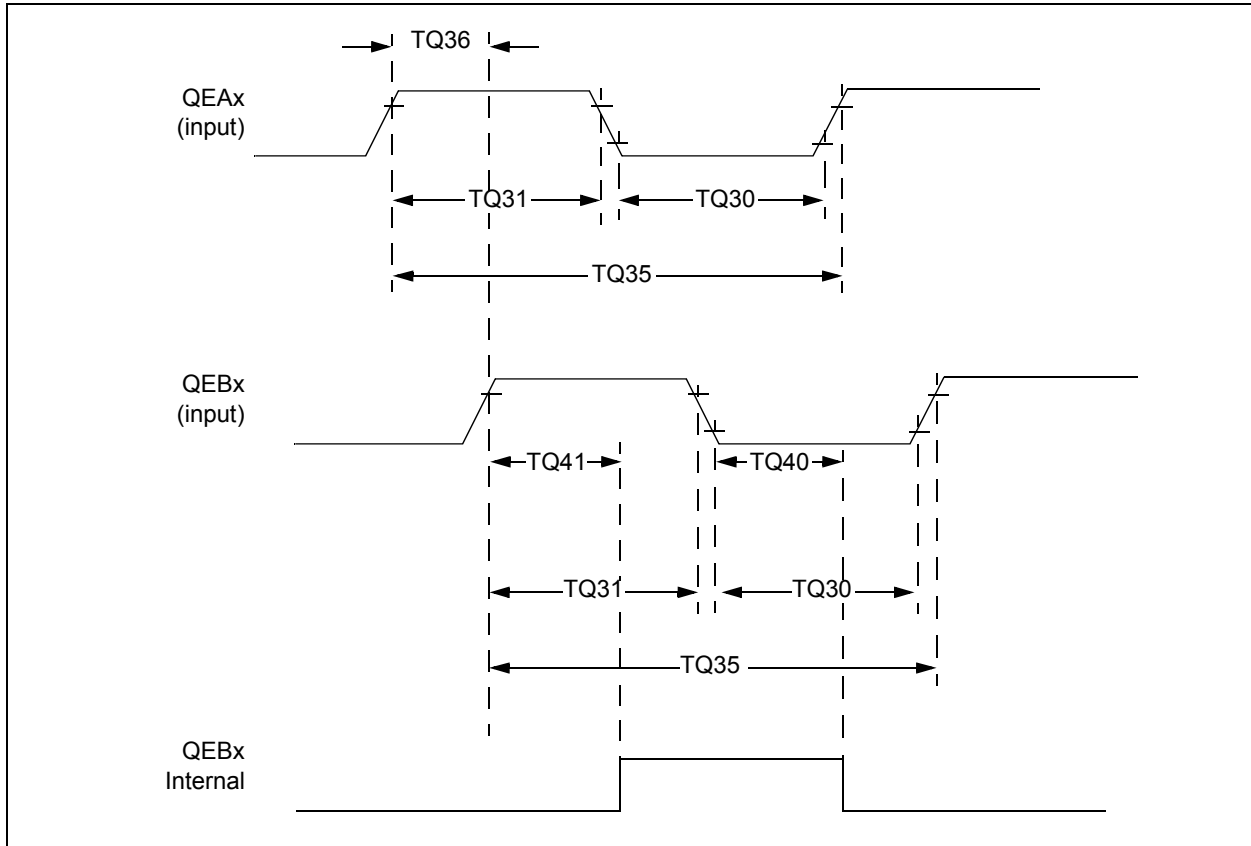 TQ36
QEAx
(input)
TQ31
TQ30
TQ35
QEBx
(input)
TQ41
TQ40
TQ31
TQ30
TQ35
QEBx
Internal